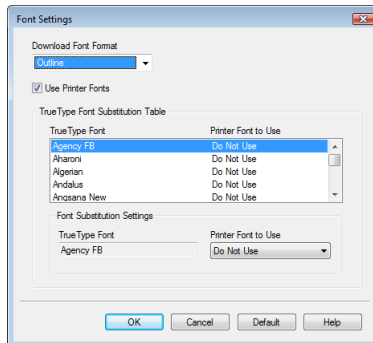 Font Settings
Download Font Format
Outline
Use Printer Fonts
TrueType Font Substitution Table
TrueType Font Printer Font to Use
Agency FB Do Not Use
Aharoni Do Not Use
Algerian Do Not Use
Andalus Do Not Use
Angsana New Do Not Use
Font Substitution Settings
TrueType Font Printer Font to Use
Agency FB Do Not Use
OK Cancel Default Help